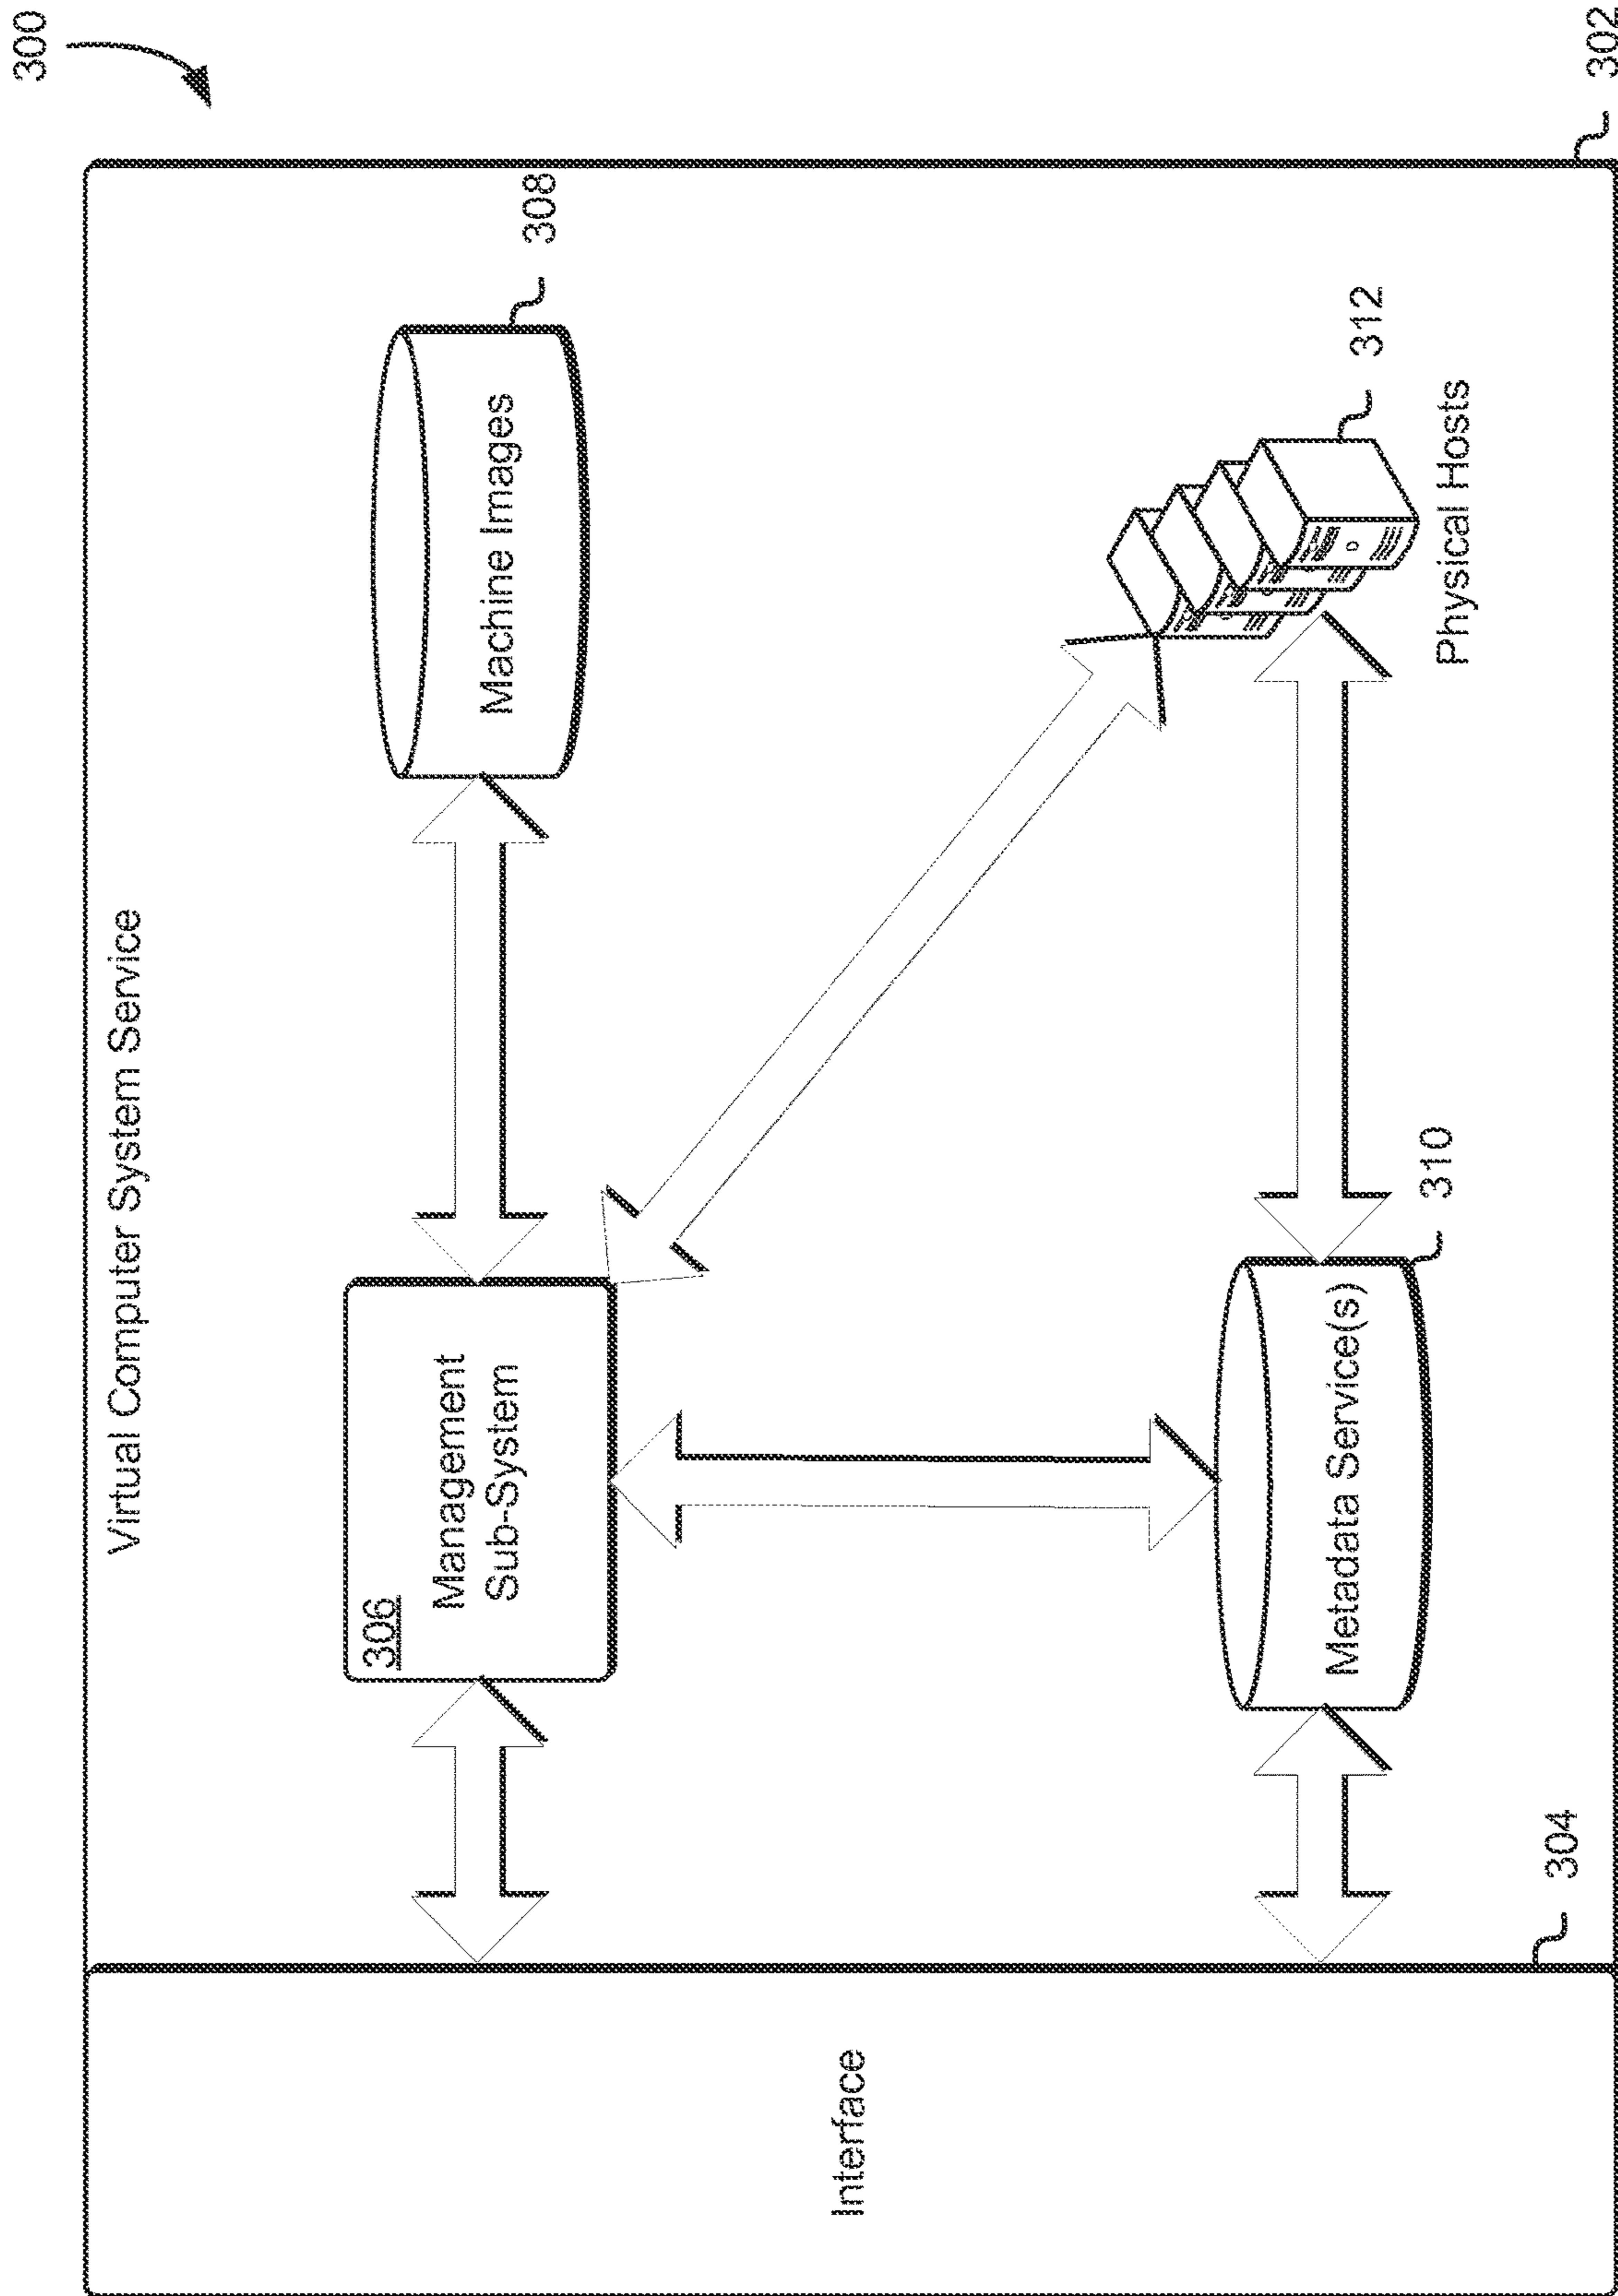 300
Virtual Computer System Service
302
Interface
304
306
Management
Sub-System
Machine Images
308
Metadata Service(s)
310
312
Physical Hosts